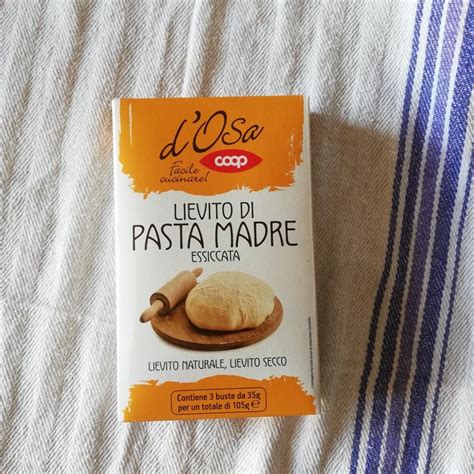 d'Osa
coop
Facile
cucinare!
LIEVITO DI
PASTA MADRE
ESSICCATA
LIEVITO NATURALE, LIEVITO SECCO
Contiene 3 buste da 35g
per un totale di 105g e